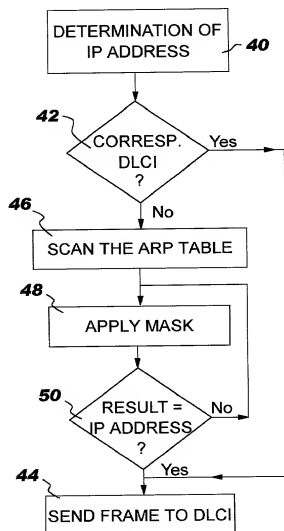 DETERMINATION OF
IP ADDRESS
40
42
CORRESP.
DLCI
?
Yes
No
46
SCAN THE ARP TABLE
48
APPLY MASK
50
RESULT =
IP ADDRESS
?
No
Yes
44
SEND FRAME TO DLCI